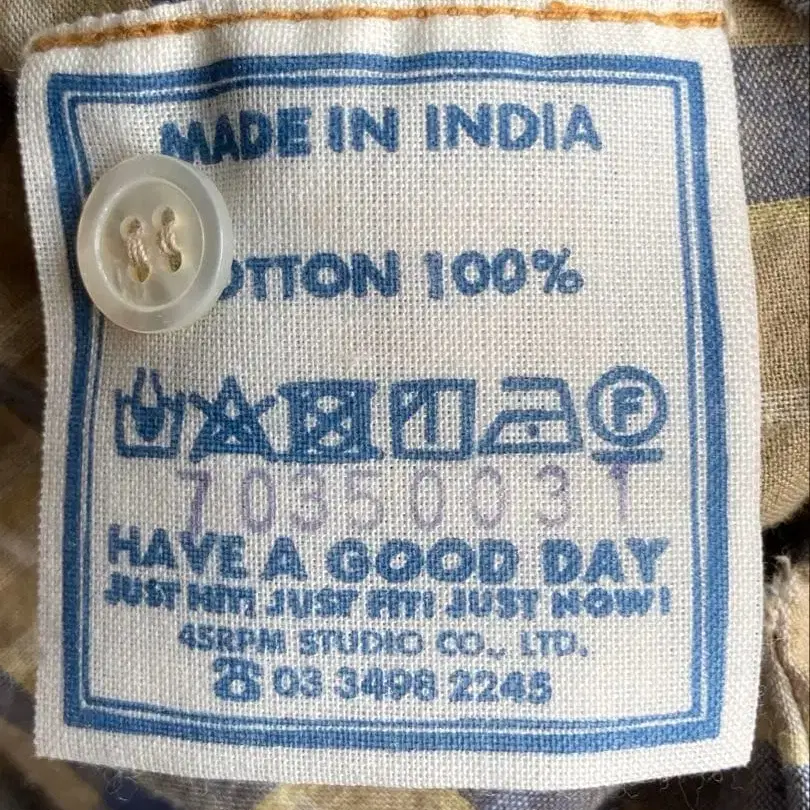 MADE IN INDIA
OTTON 100%
F
70350031
HAVE A GOOD DAY
JUST HIT! JUST FIT! JUST NOW!
45RPM STUDIO CO., LTD.
☎ 03 3498 2245